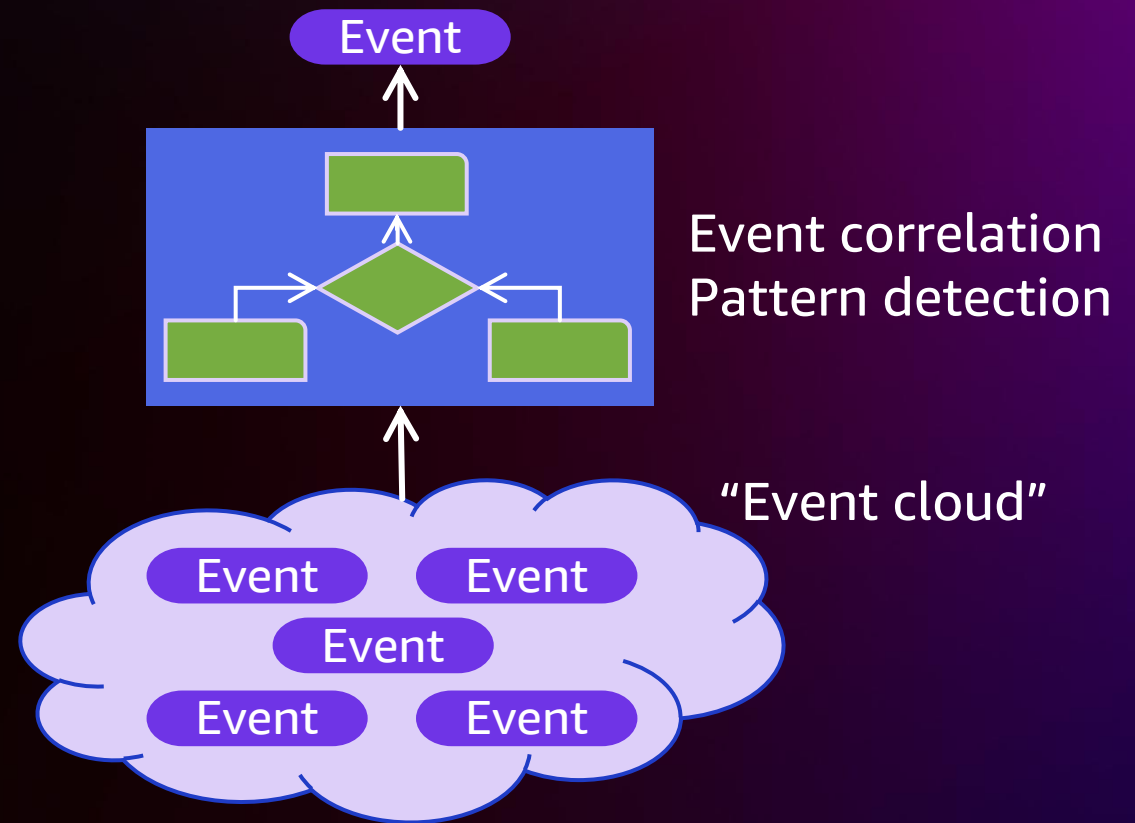 Event
Event correlation
Pattern detection
“Event cloud”
Event
Event
Event
Event
Event